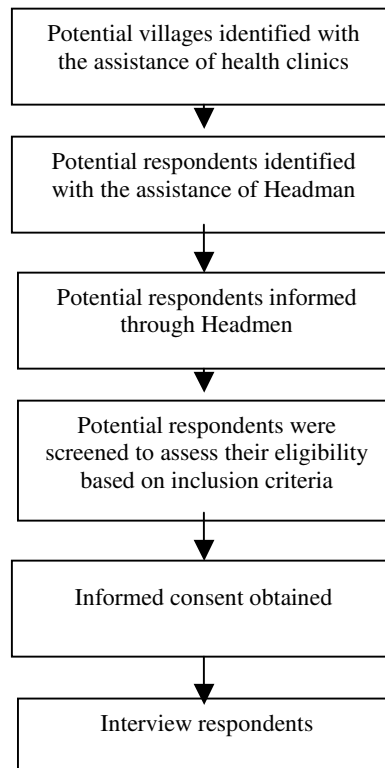 Potential villages identified with
the assistance of health clinics
Potential respondents identified
with the assistance of Headman
Potential respondents informed
through Headmen
Potential respondents were
screened to assess their eligibility
based on inclusion criteria
Informed consent obtained
Interview respondents